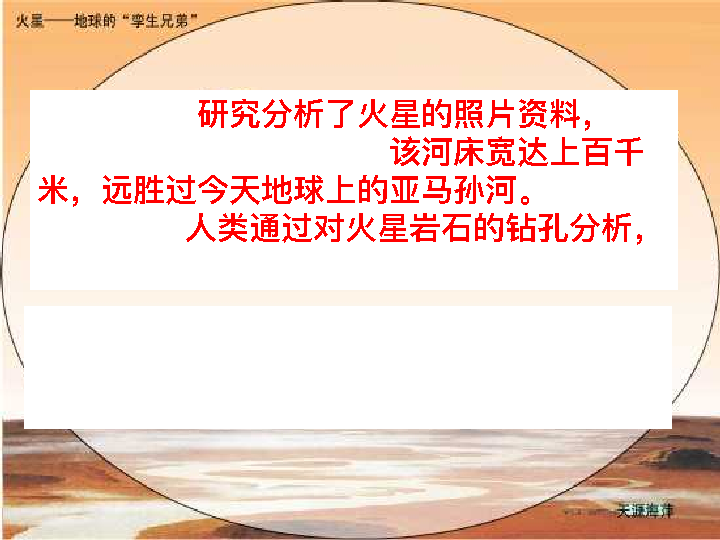 火星——地球的“孪生兄弟”
研究分析了火星的照片资料，
该河床宽达上百千
米，远胜过今天地球上的亚马孙河。
人类通过对火星岩石的钻孔分析，
天涯海